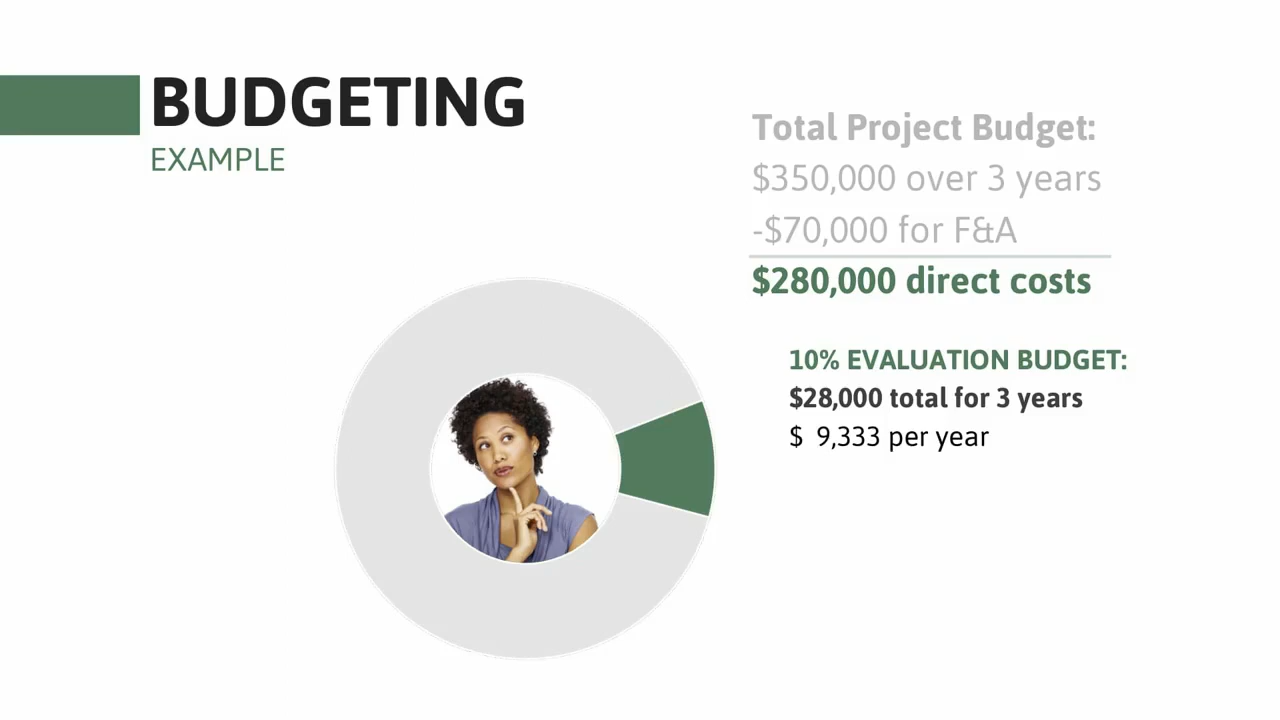 BUDGETING
EXAMPLE
Total Project Budget:
$350,000 over 3 years
-$70,000 for F&A
$280,000 direct costs
10% EVALUATION BUDGET:
$28,000 total for 3 years
$ 9,333 per year